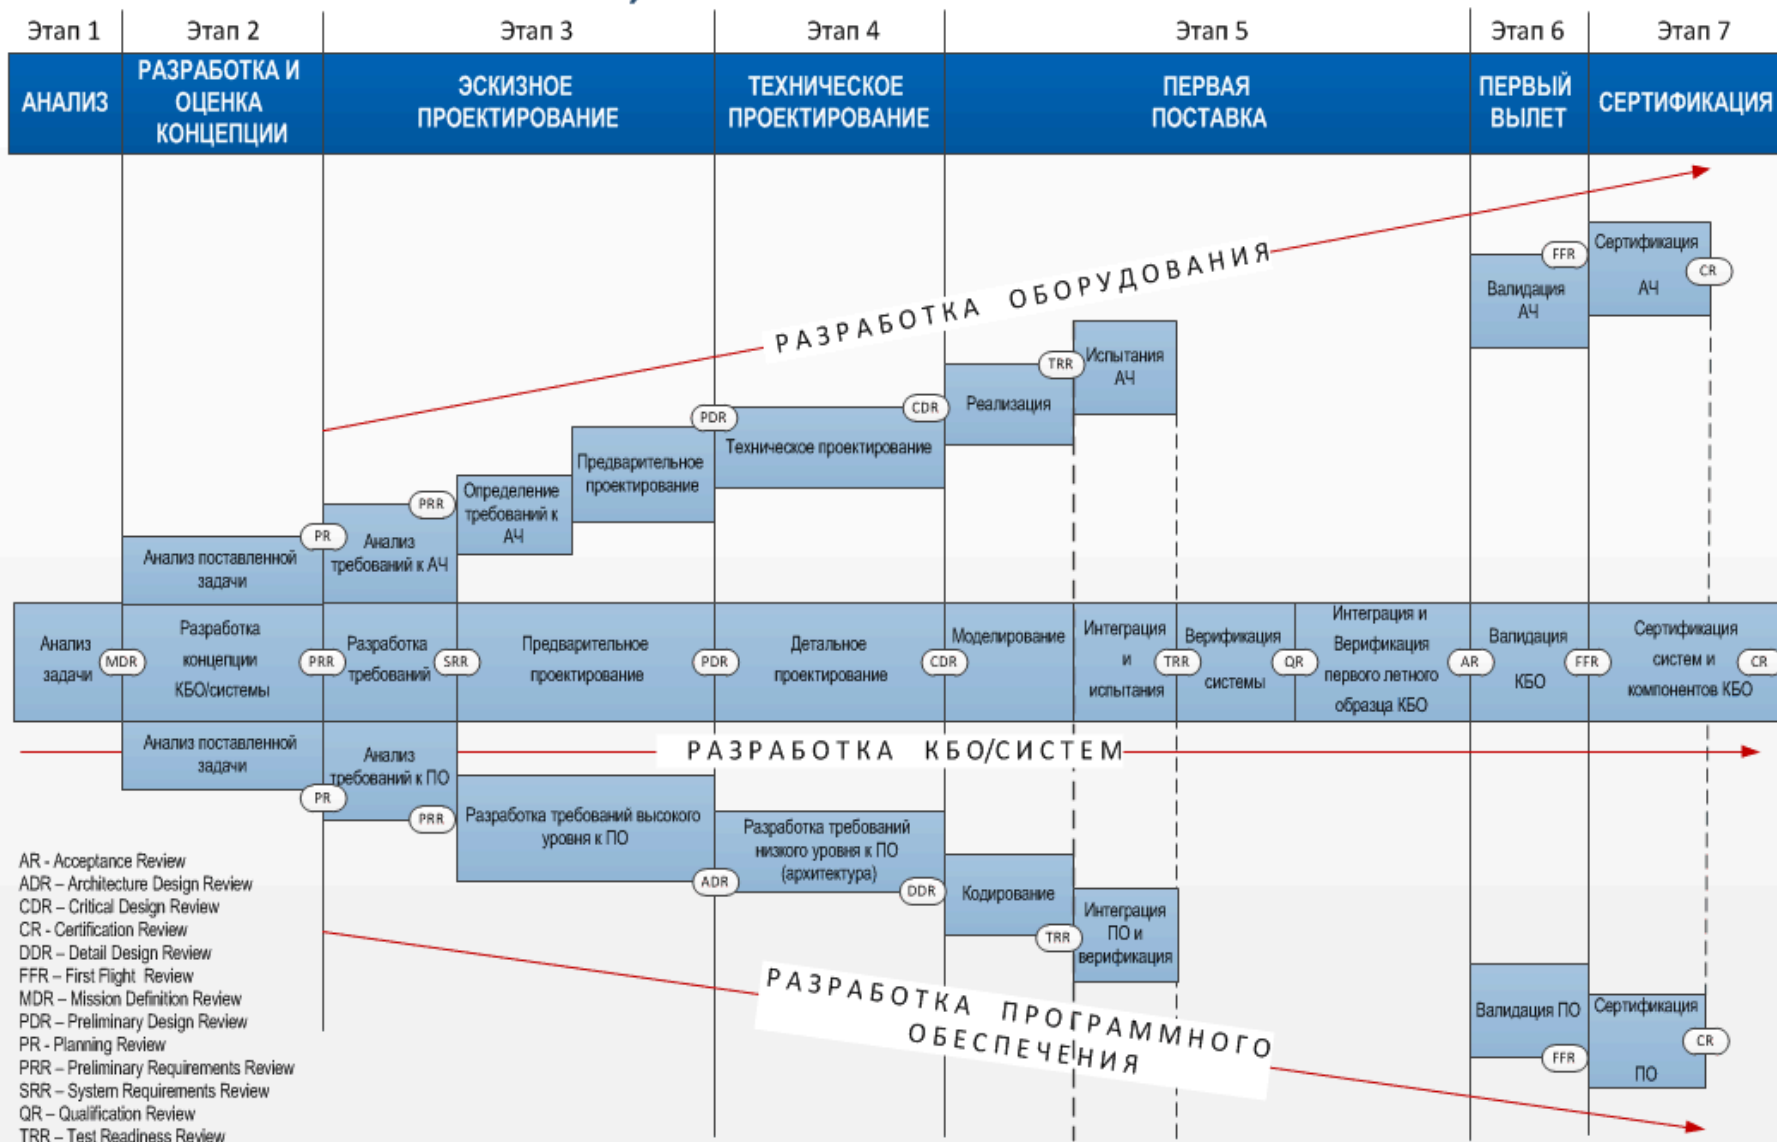 Этап 1
Этап 2
Этап 3
Этап 4
Этап 5
Этап 6
Этап 7
АНАЛИЗ
РАЗРАБОТКА И
ОЦЕНКА
КОНЦЕПЦИИ
ЭСКИЗНОЕ
ПРОЕКТИРОВАНИЕ
ТЕХНИЧЕСКОЕ
ПРОЕКТИРОВАНИЕ
ПЕРВАЯ
ПОСТАВКА
ПЕРВЫЙ
ВЫЛЕТ
СЕРТИФИКАЦИЯ
РАЗРАБОТКА ОБОРУДОВАНИЯ
Анализ поставленной
задачи
PR
Анализ
требований к АЧ
PRR
Определение
требований к
АЧ
Предварительное
проектирование
PDR
Техническое проектирование
CDR
Реализация
TRR
Испытания
АЧ
Валидация
АЧ
FFR
Сертификация
АЧ
CR
Анализ
задачи
MDR
Разработка
концепции
КБО/системы
PRR
Разработка
требований
SRR
Предварительное
проектирование
PDR
Детальное
проектирование
CDR
Моделирование
Интеграция
и
испытания
TRR
Верификация
системы
QR
Интеграция и
Верификация
первого летного
образца КБО
AR
Валидация
КБО
FFR
Сертификация
систем и
компонентов КБО
CR
РАЗРАБОТКА КБО/СИСТЕМ
Анализ поставленной
задачи
PR
Анализ
требований к ПО
PRR
Разработка требований высокого
уровня к ПО
ADR
Разработка требований
низкого уровня к ПО
(архитектура)
DDR
Кодирование
TRR
Интеграция
ПО и
верификация
Валидация ПО
FFR
Сертификация
ПО
CR
РАЗРАБОТКА ПРОГРАММНОГО
ОБЕСПЕЧЕНИЯ
AR - Acceptance Review
ADR – Architecture Design Review
CDR – Critical Design Review
CR - Certification Review
DDR – Detail Design Review
FFR – First Flight Review
MDR – Mission Definition Review
PDR – Preliminary Design Review
PR - Planning Review
PRR – Preliminary Requirements Review
SRR – System Requirements Review
QR – Qualification Review
TRR – Test Readiness Review